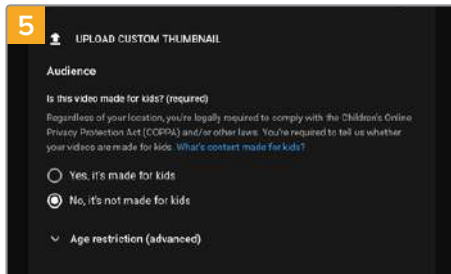 5
UPLOAD CUSTOM THUMBNAIL
Audience
Is this video made for kids? (required)
Regardless of your location, you're legally required to comply with the Children's Online
Privacy Protection Act (COPPA) and/or other laws. You're required to tell us whether
your videos are made for kids. What's content made for kids?
Yes, it's made for kids
No, it's not made for kids
Age restriction (advanced)